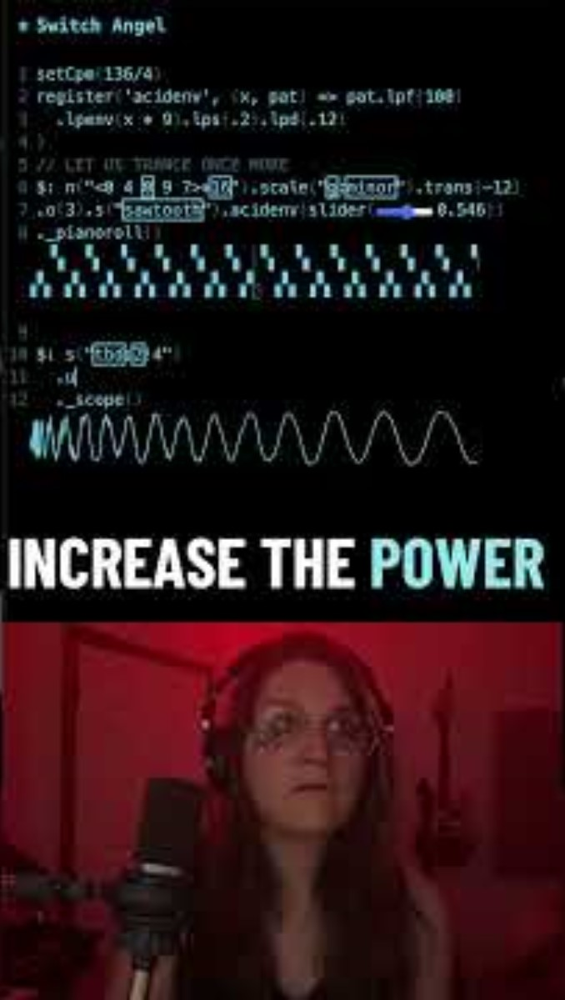 * Switch Angel
1 setCpm(136/4)
2 register('acidenv', (x, pat) => pat.lpf(100)
3 .lpenv(x * 9).lps(.2).lpd(.12)
4 )
5 // LET US TRANCE ONCE MORE
6 $: n("<0 4 0 9 7>*16").scale("g:minor").trans(-12)
7 .o(3).s("sawtooth").acidenv(slider(0.546))
8 ._pianoroll()
9
10 $: s("tbd:2!4")
11 .u
12 ._scope()
INCREASE THE POWER